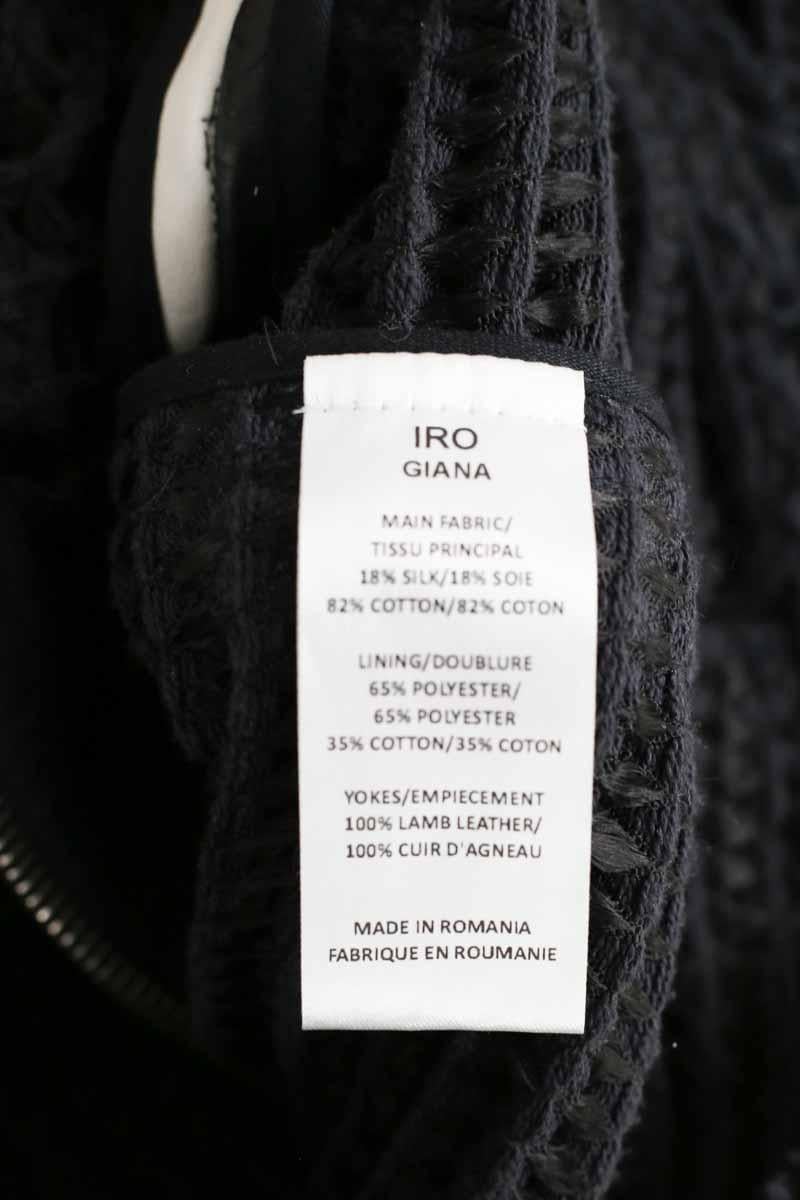 IRO
GIANA
MAIN FABRIC/
TISSU PRINCIPAL
18% SILK/18% SOIE
82% COTTON/82% COTON
LINING/DOUBLURE
65% POLYESTER/
65% POLYESTER
35% COTTON/35% COTON
YOKES/EMPIECEMENT
100% LAMB LEATHER/
100% CUIR D'AGNEAU
MADE IN ROMANIA
FABRIQUE EN ROUMANIE